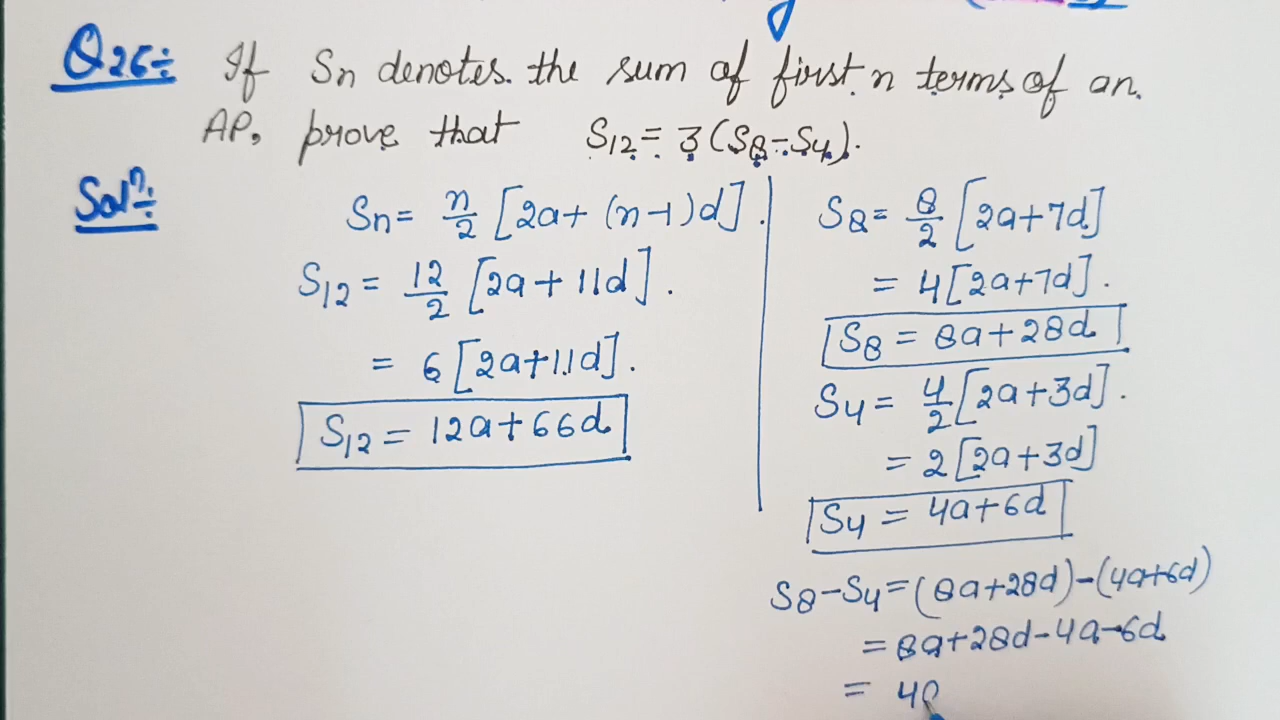 Q26÷ If Sn denotes. the sum of first n terms of an.
AP, prove that S12 = 3(S8-S4).
Sol?÷
Sn = n/2 [2a+ (n-1)d].
S12 = 12/2 [2a+11d].
= 6[2a+11d].
S12 = 12a+66d
S8 = 8/2 [2a+7d]
= 4[2a+7d].
S8 = 8a+28d
S4 = 4/2 [2a+3d].
= 2[2a+3d]
S4 = 4a+6d
S8-S4 = (8a+28d)-(4a+6d)
= 8a+28d-4a-6d
= 4a